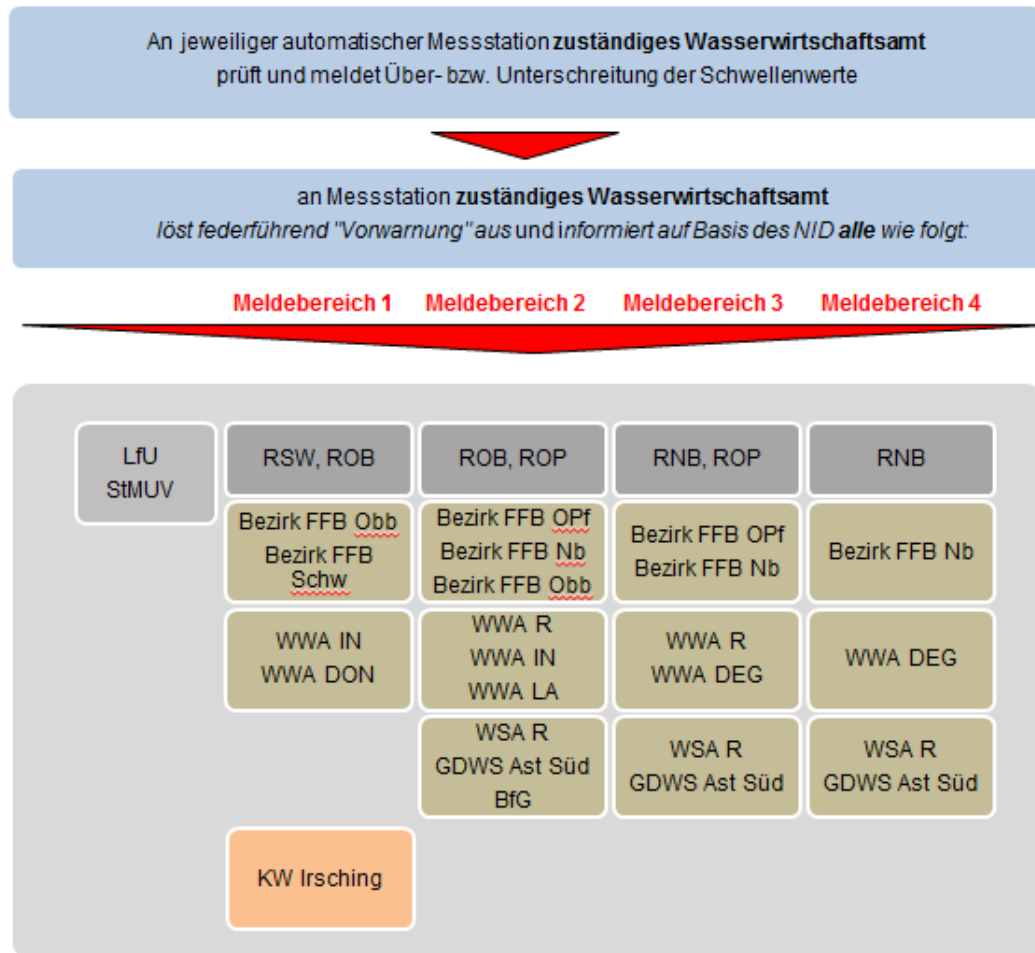 An jeweiliger automatischer Messstation zuständiges Wasserwirtschaftsamt
prüft und meldet Über- bzw. Unterschreitung der Schwellenwerte
an Messstation zuständiges Wasserwirtschaftsamt
löst federführend "Vorwarnung" aus und informiert auf Basis des NID alle wie folgt:
Meldebereich 1
Meldebereich 2
Meldebereich 3
Meldebereich 4
LfU
StMUV
RSW, ROB
ROB, ROP
RNB, ROP
RNB
Bezirk FFB Obb
Bezirk FFB
Schw
Bezirk FFB OPf
Bezirk FFB Nb
Bezirk FFB Obb
Bezirk FFB OPf
Bezirk FFB Nb
Bezirk FFB Nb
WWA IN
WWA DON
WWA R
WWA IN
WWA LA
WWA R
WWA DEG
WWA DEG
WSA R
GDWS Ast Süd
BfG
WSA R
GDWS Ast Süd
WSA R
GDWS Ast Süd
KW Irsching